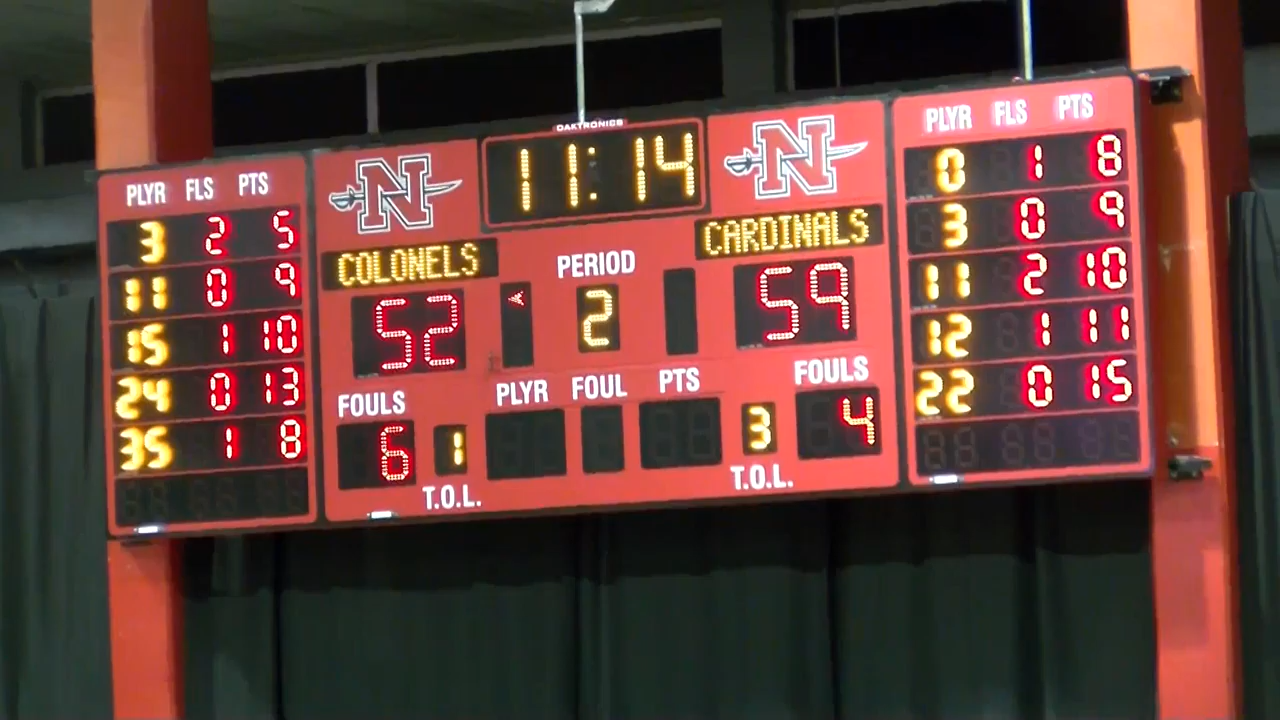 DAKTRONICS
11:14
N
N
COLONELS
CARDINALS
PERIOD
52
<
2
59
FOULS
PLYR FOUL PTS
FOULS
6
1
3
4
T.O.L.
T.O.L.
PLYR FLS PTS
3 2 5
11 0 9
15 1 10
24 0 13
35 1 8
PLYR FLS PTS
0 1 8
3 0 9
11 2 10
12 1 11
22 0 15